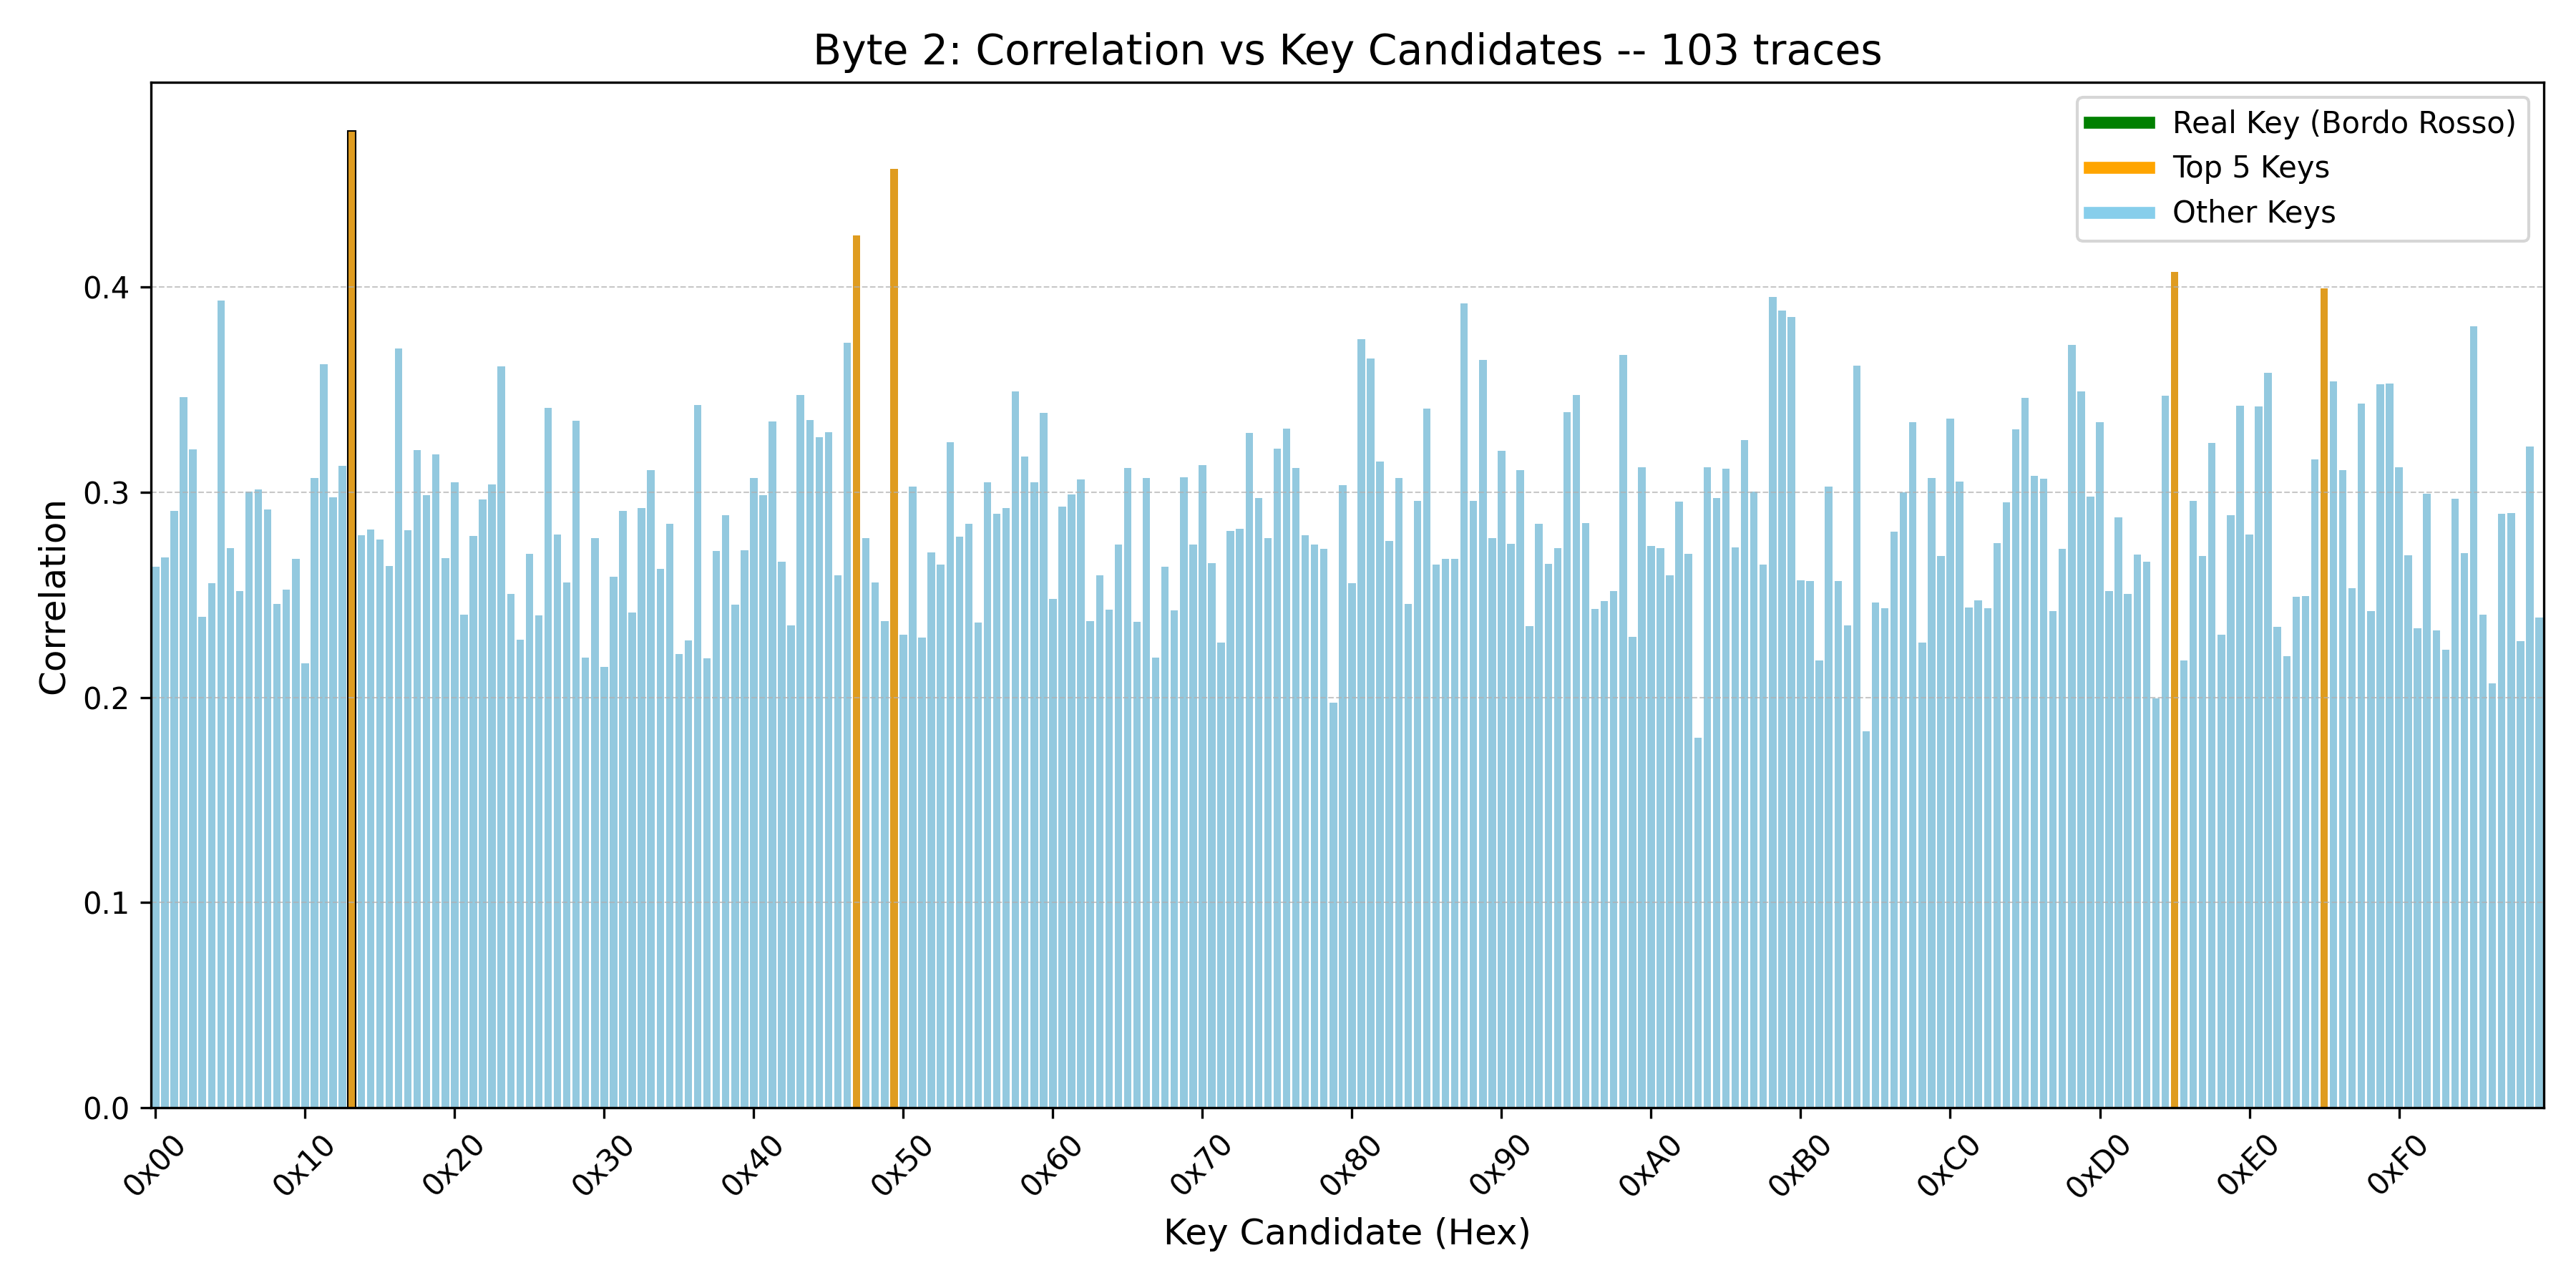 Byte 2: Correlation vs Key Candidates -- 103 traces
Real Key (Bordo Rosso)
Top 5 Keys
Other Keys
Correlation
0.4
0.3
0.2
0.1
0.0
0x00 0x10 0x20 0x30 0x40 0x50 0x60 0x70 0x80 0x90 0xA0 0xB0 0xC0 0xD0 0xE0 0xF0
Key Candidate (Hex)